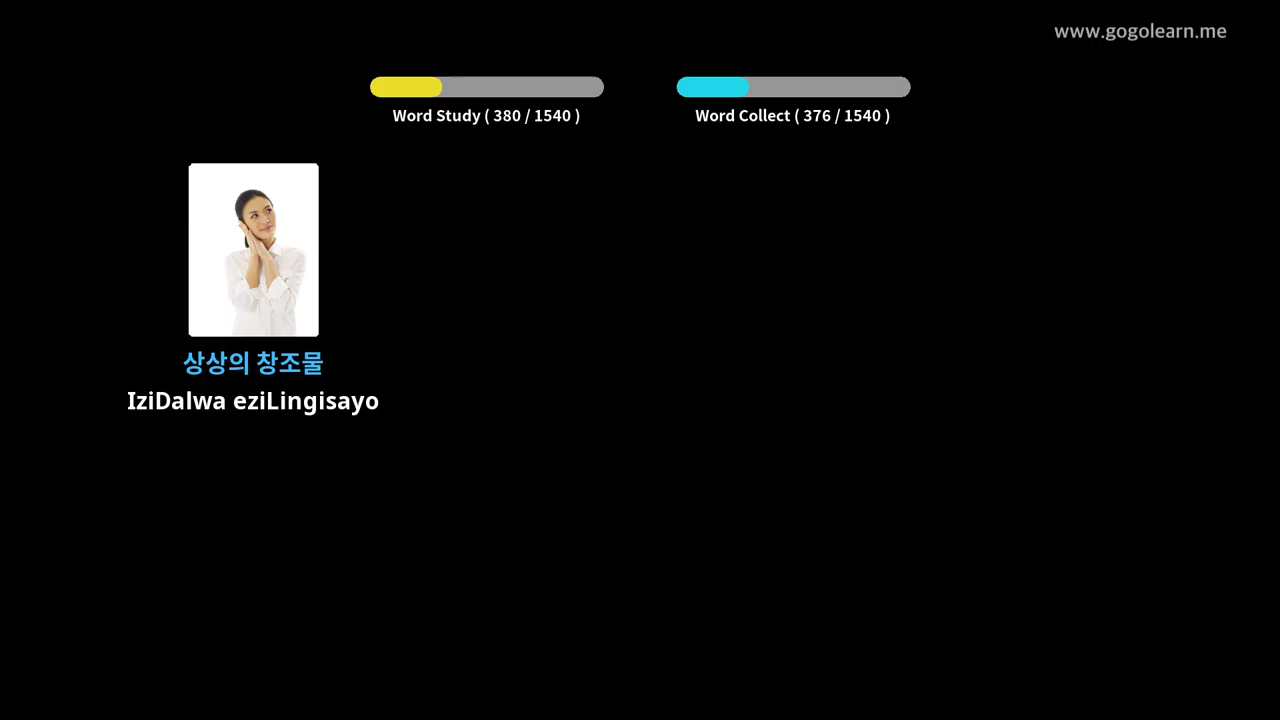 www.gogolearn.me
Word Study ( 380 / 1540 )
Word Collect ( 376 / 1540 )
상상의 창조물
IziDalwa eziLingisayo